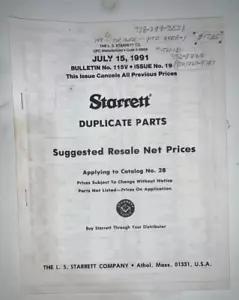 THE L. S. STARRETT CO.
JULY 15, 1991
BULLETIN No. 115V • ISSUE No. 19
This Issue Cancels All Previous Prices
Starrett
DUPLICATE PARTS
Suggested Resale Net Prices
Applying to Catalog No. 28
Prices Subject To Change Without Notice
Parts Not Listed—Prices On Application.
Buy Starrett Through Your Distributor
THE L. S. STARRETT COMPANY • Athol, Mass. 01331, U.S.A.